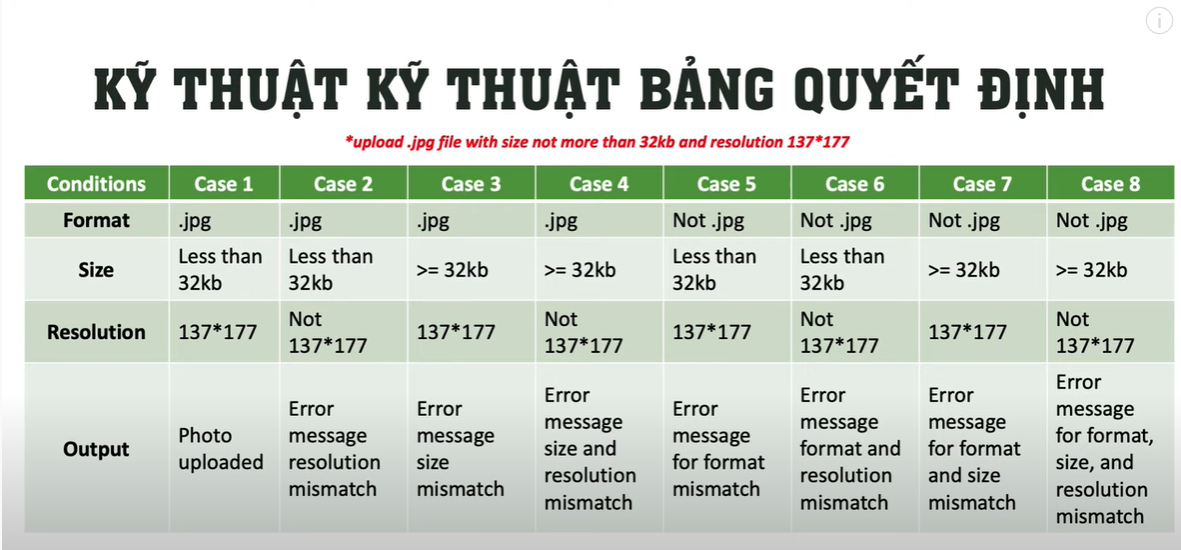 KỸ THUẬT KỸ THUẬT BẢNG QUYẾT ĐỊNH
*upload .jpg file with size not more than 32kb and resolution 137*177
Conditions Case 1 Case 2 Case 3 Case 4 Case 5 Case 6 Case 7 Case 8
Format .jpg .jpg .jpg .jpg Not .jpg Not .jpg Not .jpg Not .jpg
Size Less than 32kb Less than 32kb >= 32kb >= 32kb Less than 32kb Less than 32kb >= 32kb >= 32kb
Resolution 137*177 Not 137*177 137*177 Not 137*177 137*177 Not 137*177 137*177 Not 137*177
Output Photo uploaded Error message resolution mismatch Error message size mismatch Error message size and resolution mismatch Error message for format mismatch Error message format and resolution mismatch Error message for format and size mismatch Error message for format, size, and resolution mismatch